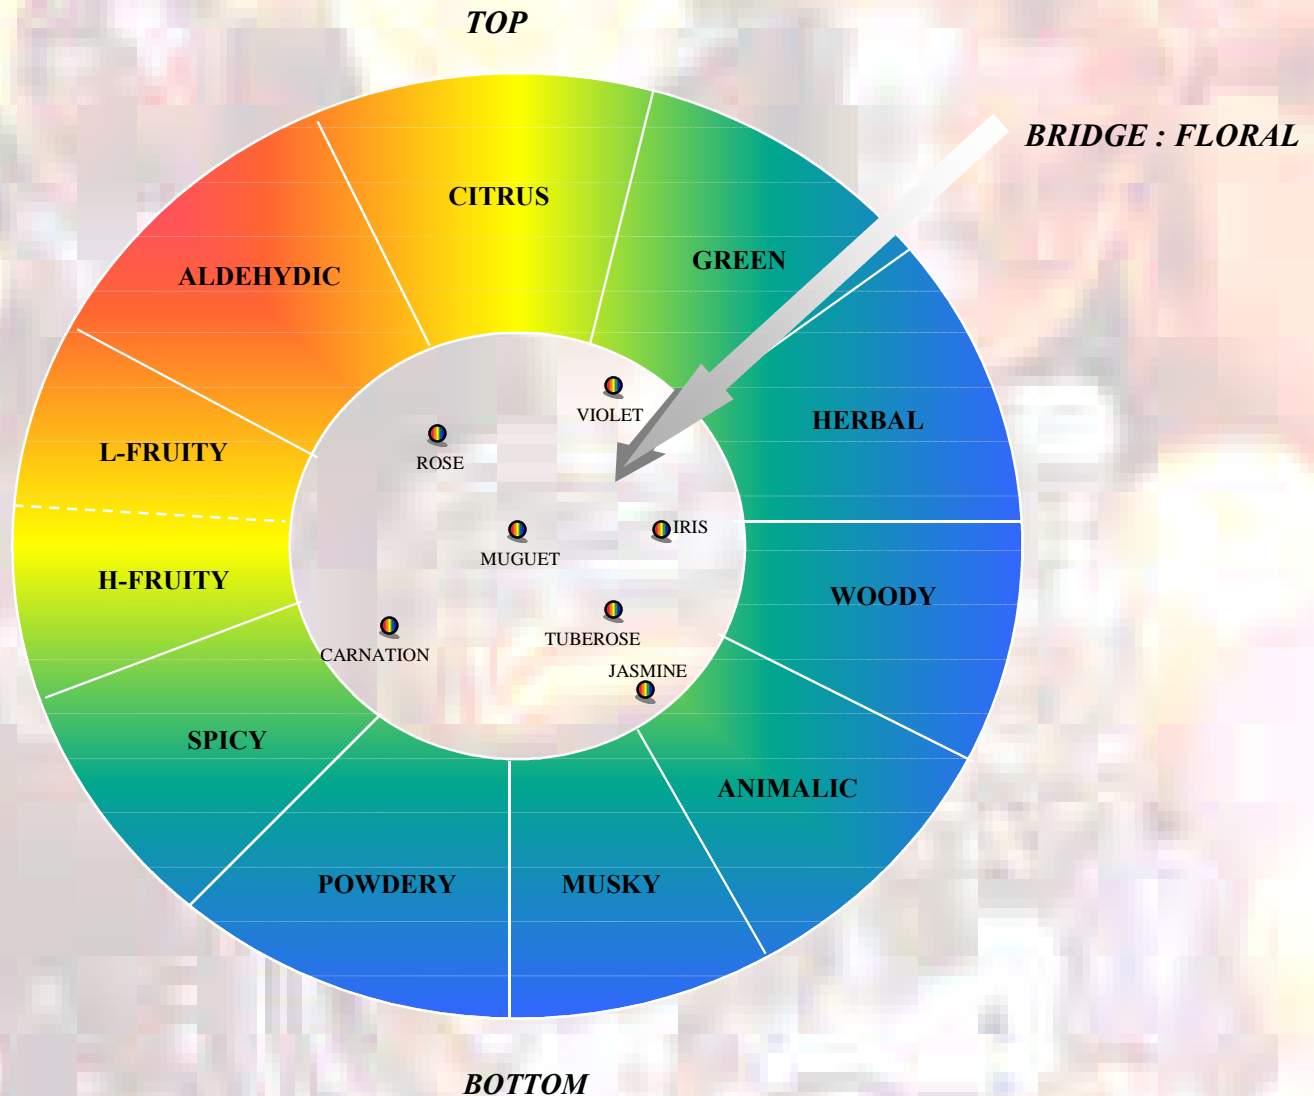 TOP
BRIDGE : FLORAL
CITRUS
GREEN
ALDEHYDIC
VIOLET
HERBAL
L-FRUITY
ROSE
IRIS
MUGUET
H-FRUITY
WOODY
TUBEROSE
CARNATION
JASMINE
SPICY
ANIMALIC
POWDERY
MUSKY
BOTTOM